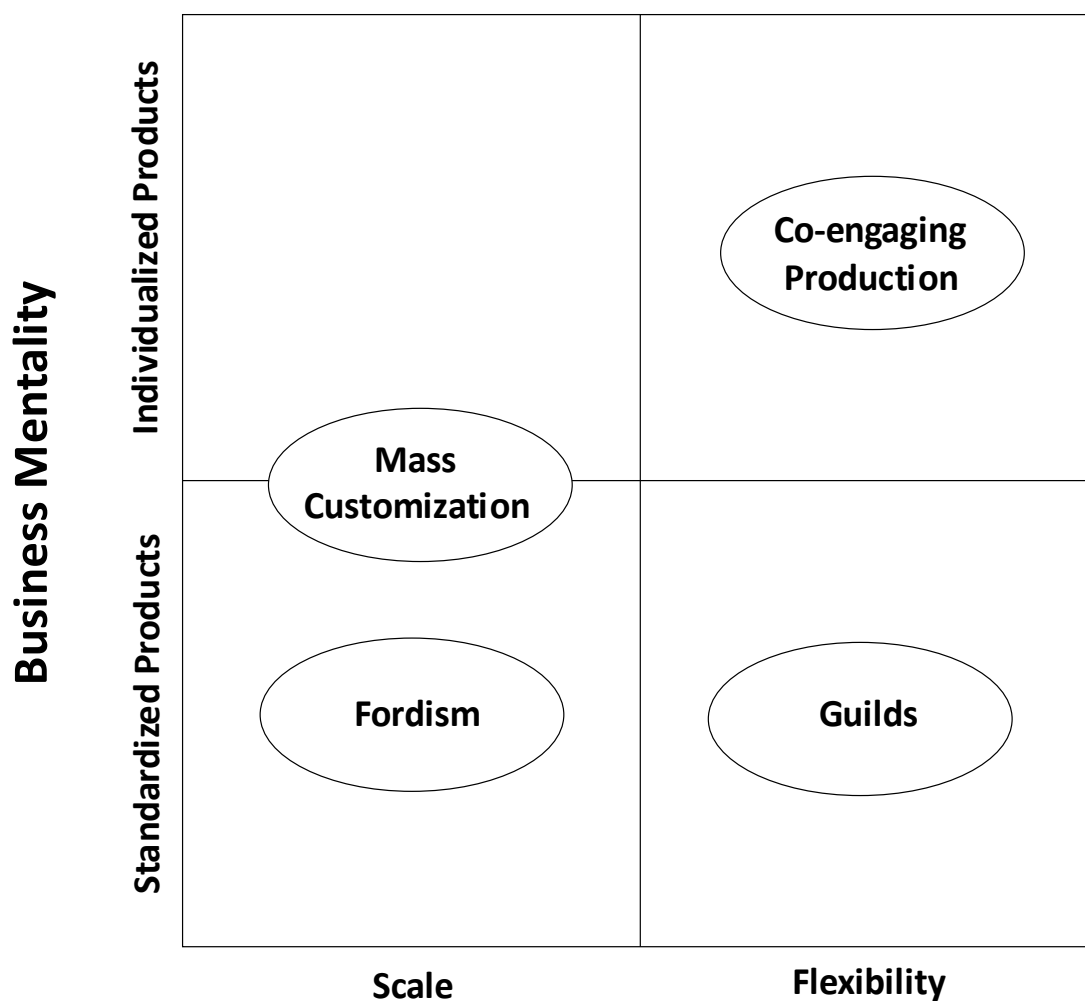 Business Mentality
Individualized Products
Standardized Products
Co-engaging
Production
Mass
Customization
Fordism
Guilds
Scale
Flexibility